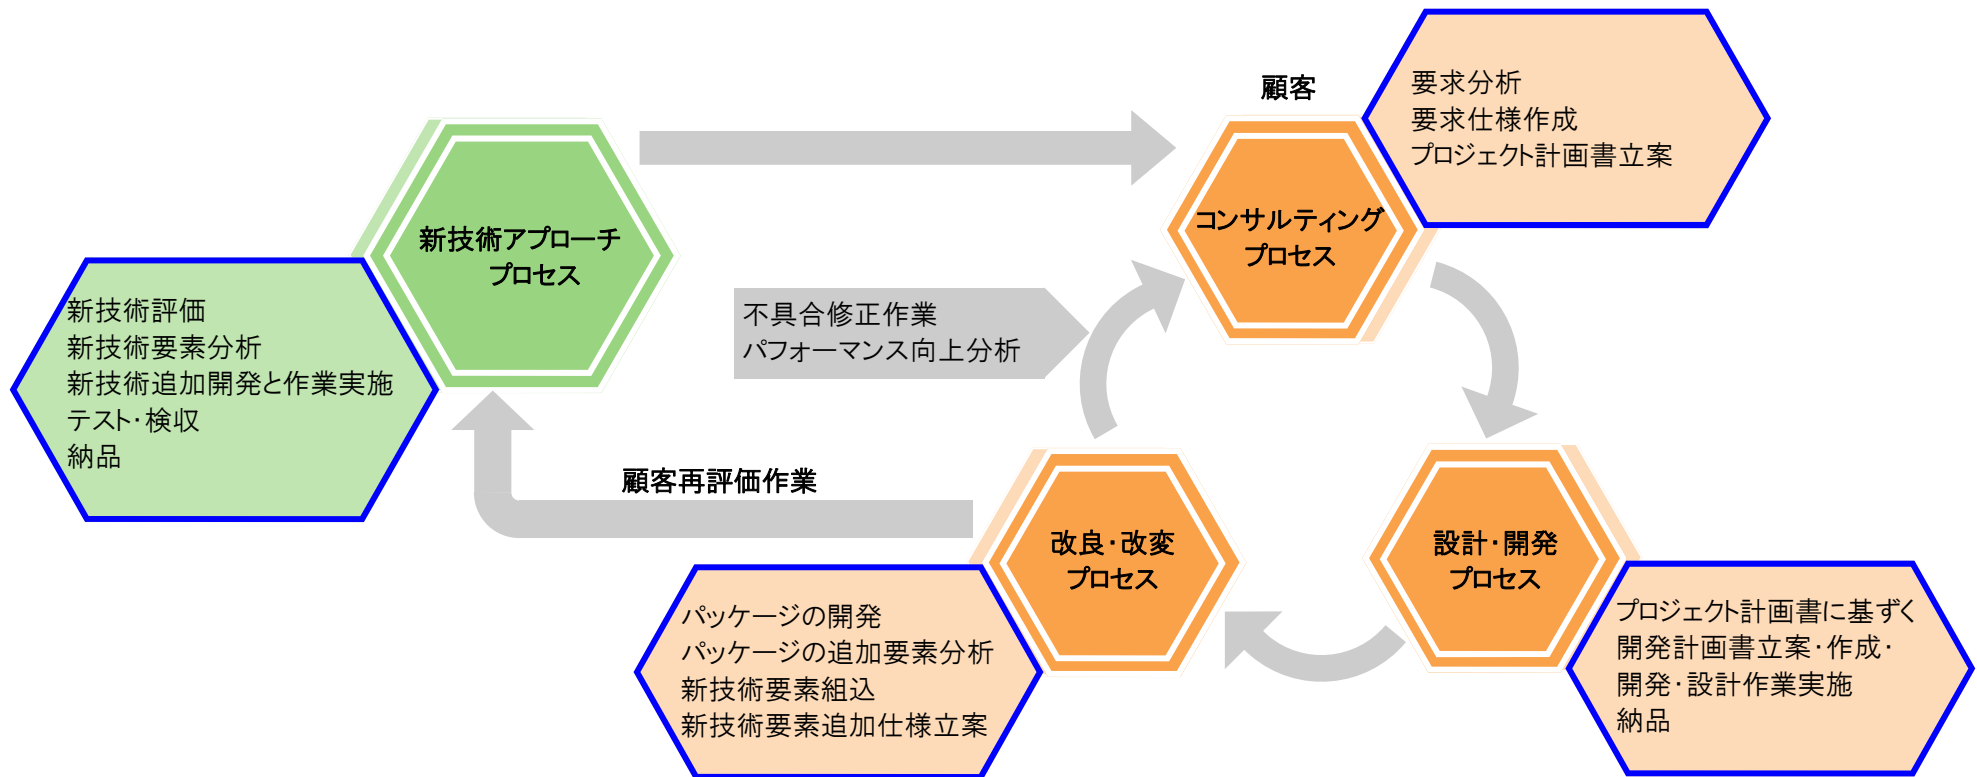 顧客
要求分析
要求仕様作成
プロジェクト計画書立案
コンサルティング
プロセス
新技術アプローチ
プロセス
新技術評価
新技術要素分析
新技術追加開発と作業実施
テスト・検収
納品
不具合修正作業
パフォーマンス向上分析
顧客再評価作業
改良・改変
プロセス
設計・開発
プロセス
パッケージの開発
パッケージの追加要素分析
新技術要素組込
新技術要素追加仕様立案
プロジェクト計画書に基ずく
開発計画書立案・作成・
開発・設計作業実施
納品